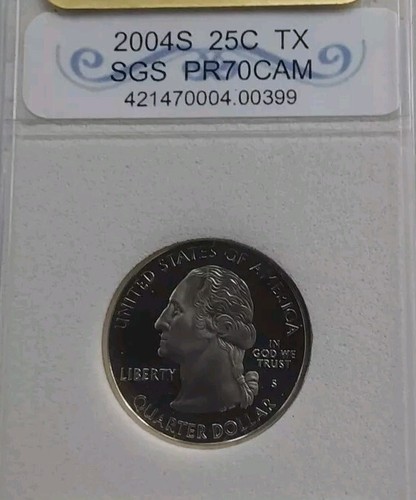 2004S 25C TX
SGS PR70CAM
421470004.00399
UNITED STATES OF AMERICA
IN
GOD WE
TRUST
LIBERTY
S
QUARTER DOLLAR